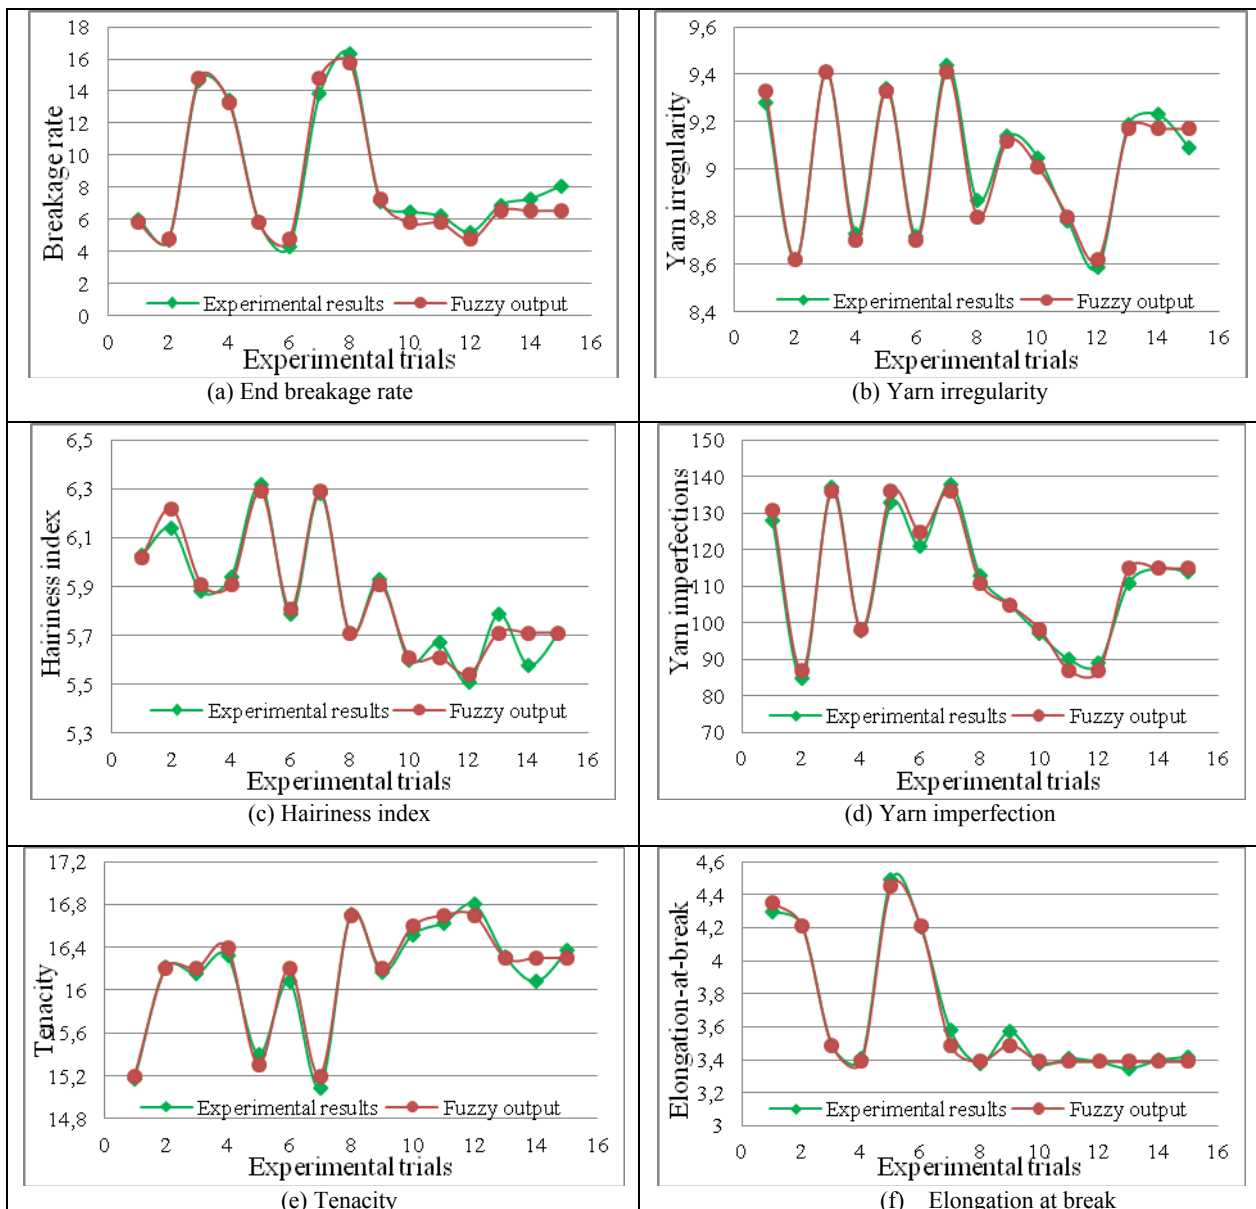 18
16
14
12
10
8
6
4
2
0
Breakage rate
Experimental results Fuzzy output
0 2 4 6 8 10 12 14 16
Experimental trials
(a) End breakage rate
9,6
9,4
9,2
9
8,8
8,6
8,4
Yarn irregularity
Experimental results Fuzzy output
0 2 4 6 8 10 12 14 16
Experimental trials
(b) Yarn irregularity
6,5
6,3
6,1
5,9
5,7
5,5
5,3
Hairiness index
Experimental results Fuzzy output
0 2 4 6 8 10 12 14 16
Experimental trials
(c) Hairiness index
150
140
130
120
110
100
90
80
70
Yarn imperfections
Experimental results Fuzzy output
0 2 4 6 8 10 12 14 16
Experimental trials
(d) Yarn imperfection
17,2
16,8
16,4
16
15,6
15,2
14,8
Tenacity
Experimental results Fuzzy output
0 2 4 6 8 10 12 14 16
Experimental trials
(e) Tenacity
4,6
4,4
4,2
4
3,8
3,6
3,4
3,2
3
Elongation-at-break
Experimental results Fuzzy output
0 2 4 6 8 10 12 14 16
Experimental trials
(f) Elongation at break